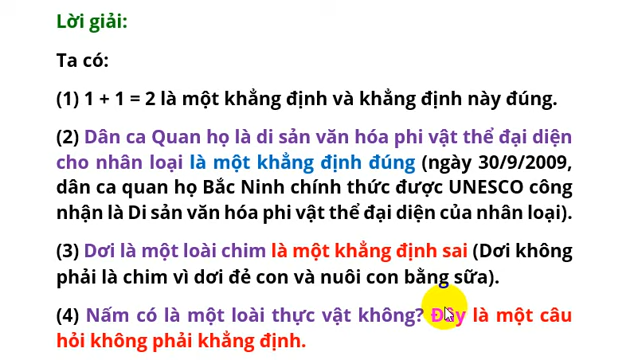 Lời giải:
Ta có:
(1) 1 + 1 = 2 là một khẳng định và khẳng định này đúng.
(2) Dân ca Quan họ là di sản văn hóa phi vật thể đại diện
cho nhân loại là một khẳng định đúng (ngày 30/9/2009,
dân ca quan họ Bắc Ninh chính thức được UNESCO công
nhận là Di sản văn hóa phi vật thể đại diện của nhân loại).
(3) Dơi là một loài chim là một khẳng định sai (Dơi không
phải là chim vì dơi đẻ con và nuôi con bằng sữa).
(4) Nấm có là một loài thực vật không? Đây là một câu
hỏi không phải khẳng định.